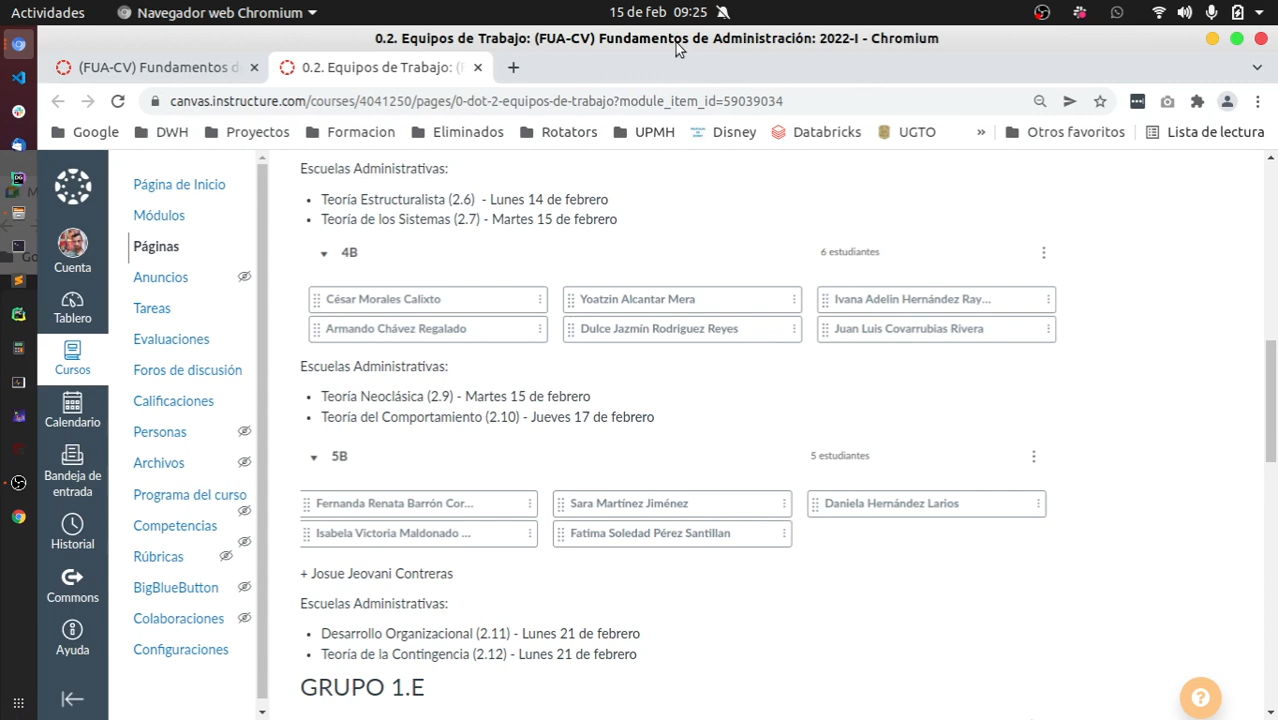 Actividades
Navegador web Chromium
15 de feb 09:25
0.2. Equipos de Trabajo: (FUA-CV) Fundamentos de Administración: 2022-I - Chromium
(FUA-CV) Fundamentos d
0.2. Equipos de Trabajo: (F
canvas.instructure.com/courses/4041250/pages/0-dot-2-equipos-de-trabajo?module_item_id=59039034
Google
DWH
Proyectos
Formacion
Eliminados
Rotators
UPMH
Disney
Databricks
UGTO
»
Otros favoritos
Lista de lectura
Cuenta
Tablero
Cursos
Calendario
Bandeja de
entrada
Historial
Commons
Ayuda
Página de Inicio
Módulos
Páginas
Anuncios
Tareas
Evaluaciones
Foros de discusión
Calificaciones
Personas
Archivos
Programa del curso
Competencias
Rúbricas
BigBlueButton
Colaboraciones
Configuraciones
Escuelas Administrativas:
• Teoría Estructuralista (2.6) - Lunes 14 de febrero
• Teoría de los Sistemas (2.7) - Martes 15 de febrero
4B 6 estudiantes
César Morales Calixto Yoatzin Alcantar Mera Ivana Adelin Hernández Ray...
Armando Chávez Regalado Dulce Jazmín Rodriguez Reyes Juan Luis Covarrubias Rivera
Escuelas Administrativas:
• Teoría Neoclásica (2.9) - Martes 15 de febrero
• Teoría del Comportamiento (2.10) - Jueves 17 de febrero
5B 5 estudiantes
Fernanda Renata Barrón Cor... Sara Martínez Jiménez Daniela Hernández Larios
Isabela Victoria Maldonado ... Fatima Soledad Pérez Santillan
+ Josue Jeovani Contreras
Escuelas Administrativas:
• Desarrollo Organizacional (2.11) - Lunes 21 de febrero
• Teoría de la Contingencia (2.12) - Lunes 21 de febrero
GRUPO 1.E